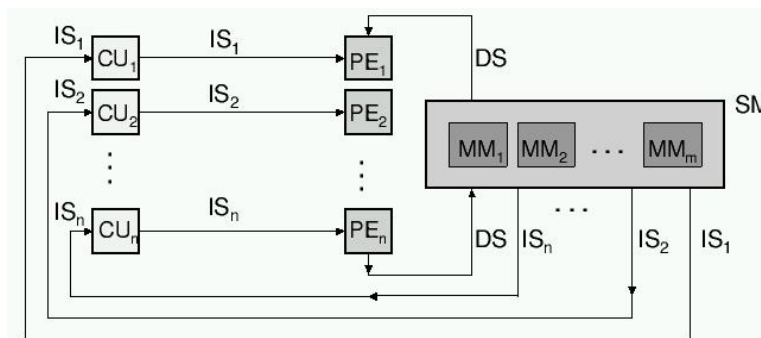 IS1 CU1 IS1 PE1 DS
IS2 CU2 IS2 PE2 SM
MM1 MM2 ... MMm
ISn CUn ISn PEn DS ISn ... IS2 IS1